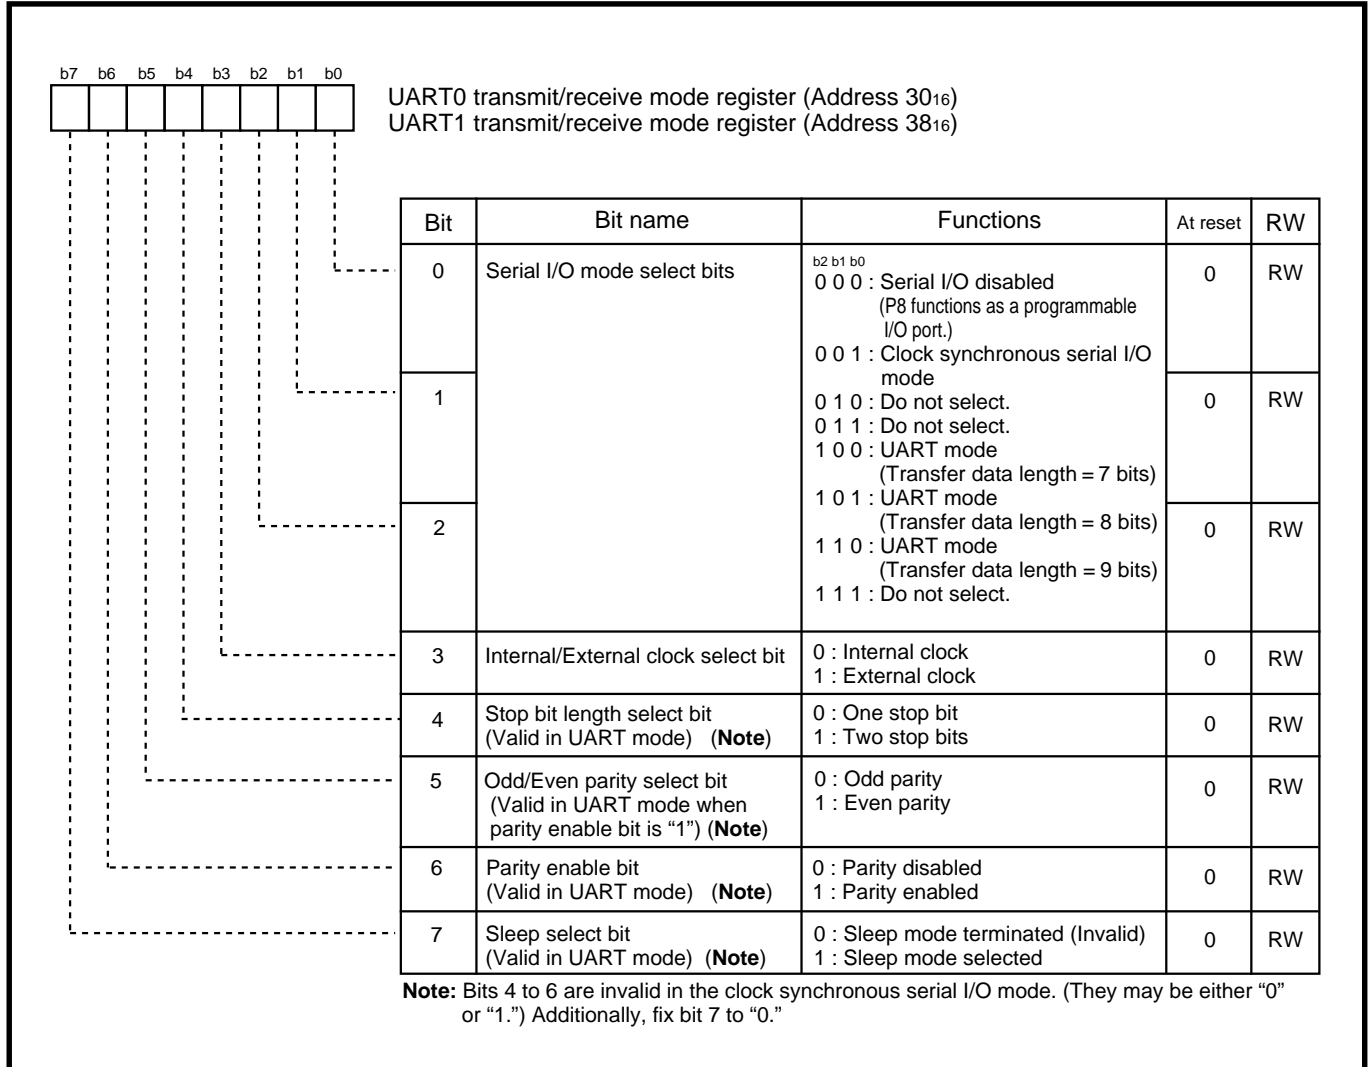 b7 b6 b5 b4 b3 b2 b1 b0
UART0 transmit/receive mode register (Address 3016)
UART1 transmit/receive mode register (Address 3816)
Bit Bit name Functions At reset RW
0 Serial I/O mode select bits
b2 b1 b0
0 0 0 : Serial I/O disabled
(P8 functions as a programmable
I/O port.)
0 0 1 : Clock synchronous serial I/O
mode
0 1 0 : Do not select.
0 1 1 : Do not select.
1 0 0 : UART mode
(Transfer data length = 7 bits)
1 0 1 : UART mode
(Transfer data length = 8 bits)
1 1 0 : UART mode
(Transfer data length = 9 bits)
1 1 1 : Do not select.
0 RW
1 0 RW
2 0 RW
3 Internal/External clock select bit
0 : Internal clock
1 : External clock
0 RW
4 Stop bit length select bit
(Valid in UART mode) (Note)
0 : One stop bit
1 : Two stop bits
0 RW
5 Odd/Even parity select bit
(Valid in UART mode when
parity enable bit is “1”) (Note)
0 : Odd parity
1 : Even parity
0 RW
6 Parity enable bit
(Valid in UART mode) (Note)
0 : Parity disabled
1 : Parity enabled
0 RW
7 Sleep select bit
(Valid in UART mode) (Note)
0 : Sleep mode terminated (Invalid)
1 : Sleep mode selected
0 RW
Note: Bits 4 to 6 are invalid in the clock synchronous serial I/O mode. (They may be either “0”
or “1.”) Additionally, fix bit 7 to “0.”